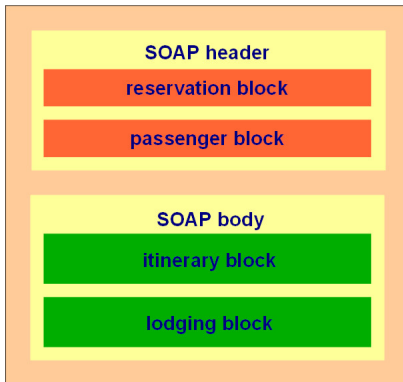 SOAP header
reservation block
passenger block
SOAP body
itinerary block
lodging block